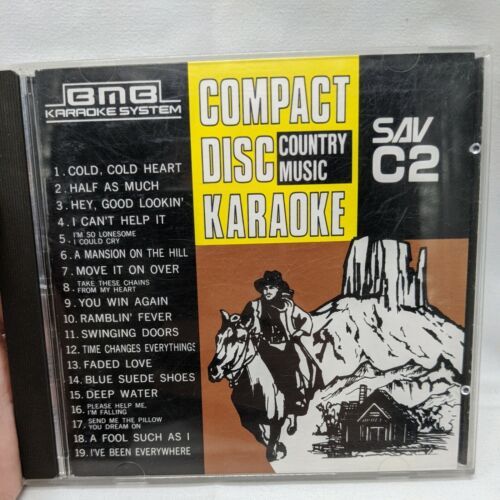 BMB
KARAOKE SYSTEM
1. COLD, COLD HEART
2. HALF AS MUCH
3. HEY, GOOD LOOKIN'
4. I CAN'T HELP IT
5. I'M SO LONESOME
I COULD CRY
6. A MANSION ON THE HILL
7. MOVE IT ON OVER
8. TAKE THESE CHAINS
FROM MY HEART
9. YOU WIN AGAIN
10. RAMBLIN' FEVER
11. SWINGING DOORS
12. TIME CHANGES EVERYTHING
13. FADED LOVE
14. BLUE SUEDE SHOES
15. DEEP WATER
16. PLEASE HELP ME,
I'M FALLING
17. SEND ME THE PILLOW
YOU DREAM ON
18. A FOOL SUCH AS I
19. I'VE BEEN EVERYWHERE
COMPACT
DISC
COUNTRY
MUSIC
KARAOKE
SAV
C2